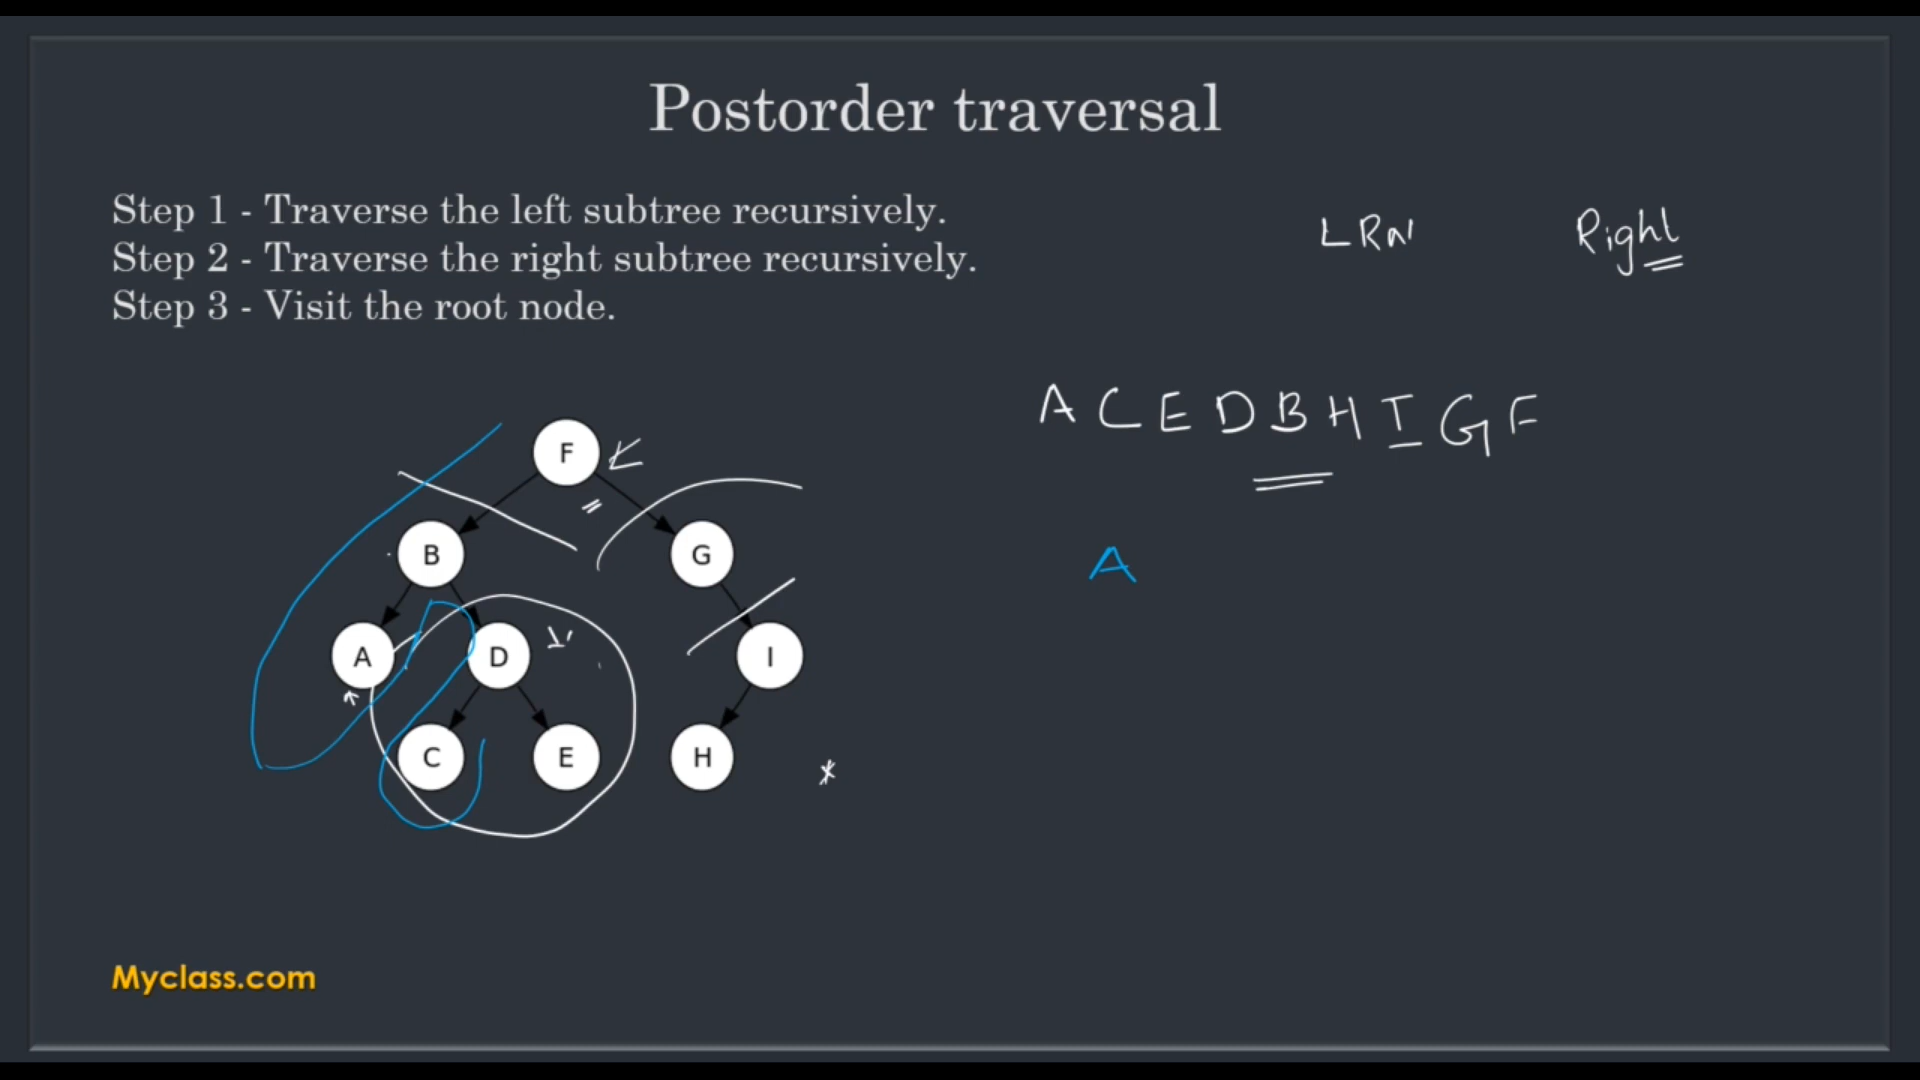 Postorder traversal
Step 1 - Traverse the left subtree recursively.
Step 2 - Traverse the right subtree recursively.
Step 3 - Visit the root node.
LRN Right
A C E D B H I G F
F
B G
A D I
C E H
A
Myclass.com